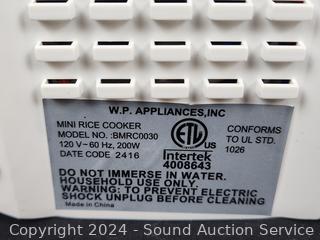 W.P. APPLIANCES,INC
MINI RICE COOKER
MODEL NO. :BMRC0030
120 V~ 60 Hz, 200W
DATE CODE 2416
ETL
US
Intertek
4008643
CONFORMS
TO UL STD.
1026
DO NOT IMMERSE IN WATER.
HOUSEHOLD USE ONLY
WARNING: TO PREVENT ELECTRIC
SHOCK UNPLUG BEFORE CLEANING
Made in China
Copyright 2024 - Sound Auction Service